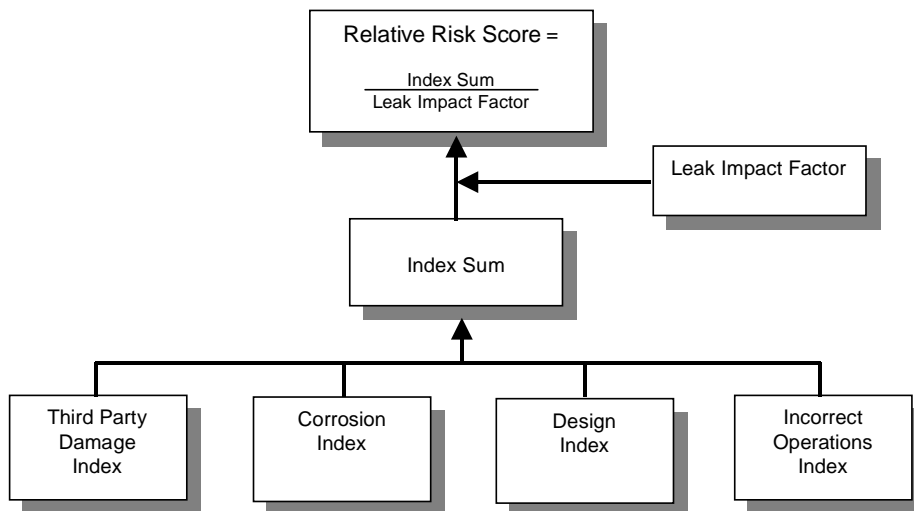 Relative Risk Score =
Index Sum
Leak Impact Factor
Leak Impact Factor
Index Sum
Third Party
Damage
Index
Corrosion
Index
Design
Index
Incorrect
Operations
Index